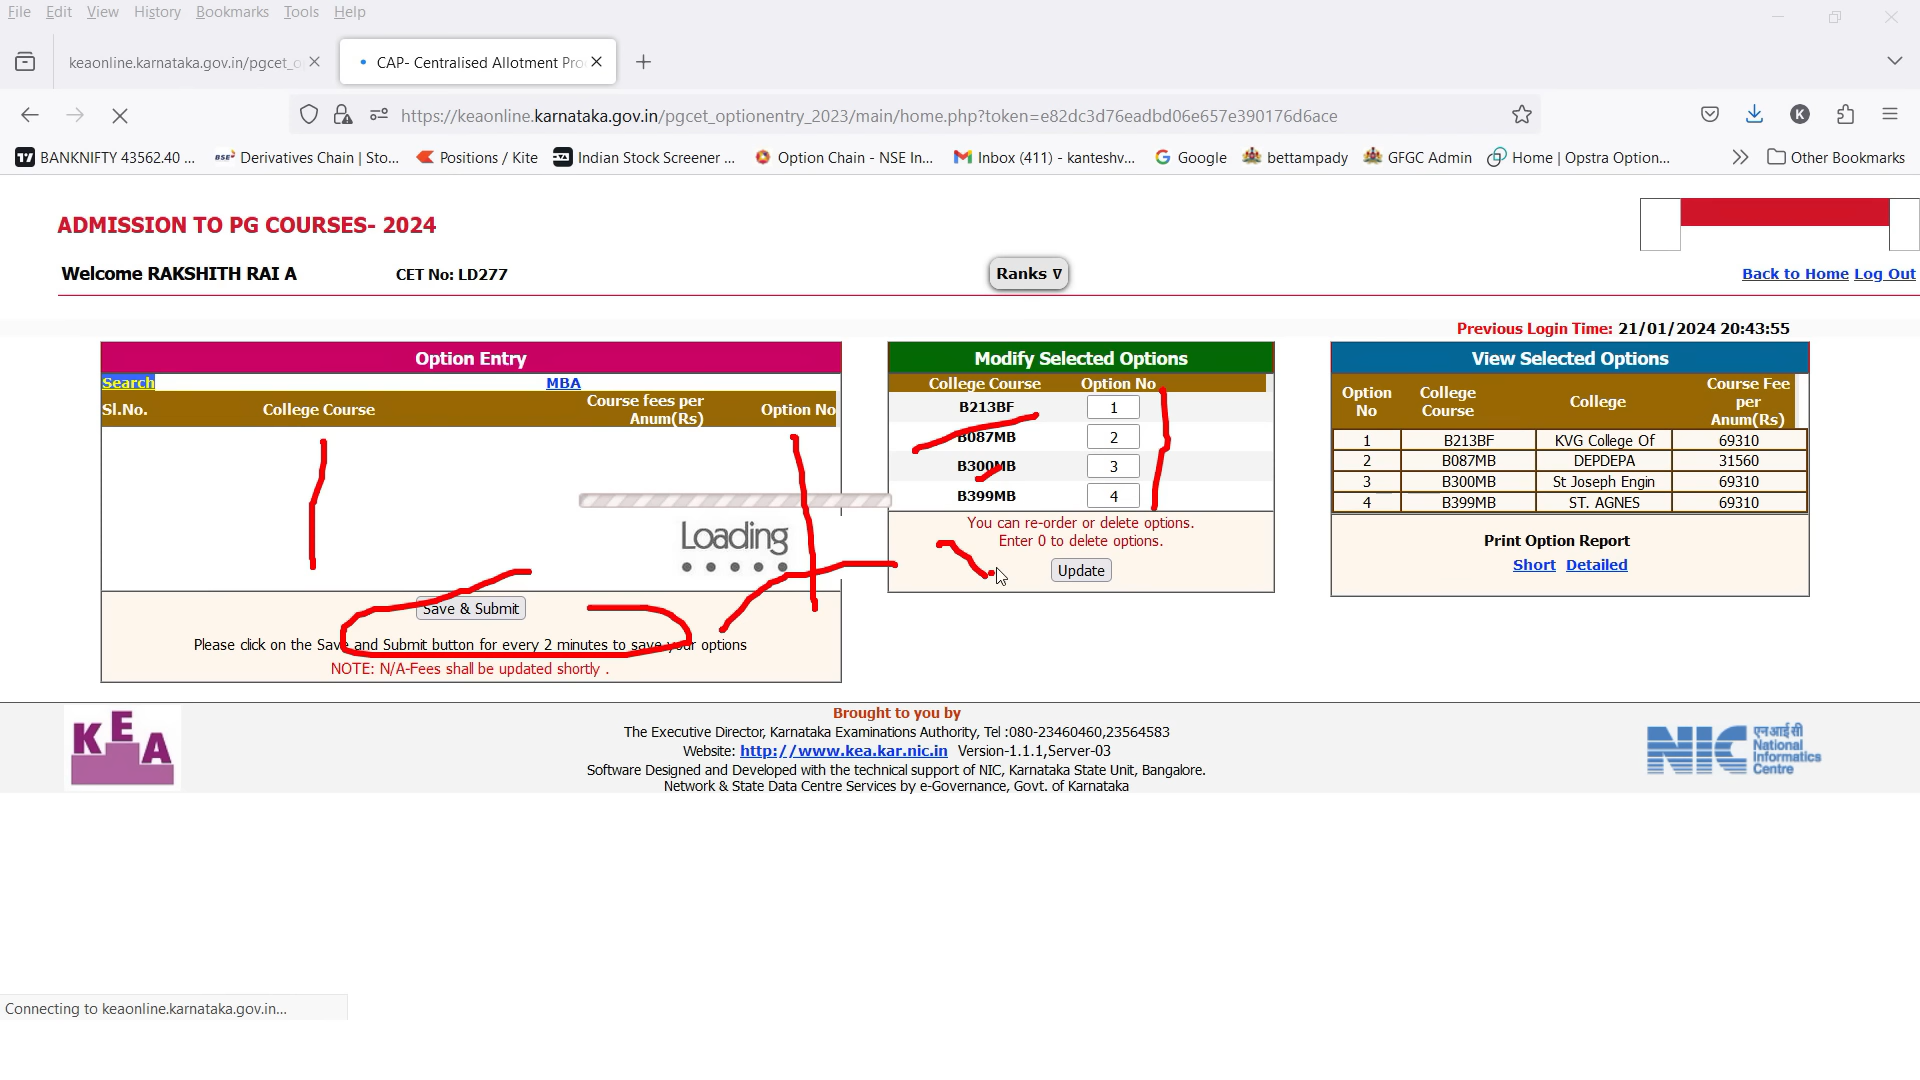 File Edit View History Bookmarks Tools Help
keaonline.karnataka.gov.in/pgcet_o
CAP- Centralised Allotment Pro
https://keaonline.karnataka.gov.in/pgcet_optionentry_2023/main/home.php?token=e82dc3d76eadbd06e657e390176d6ace
K
BANKNIFTY 43562.40 ... Derivatives Chain | Sto... Positions / Kite Indian Stock Screener ... Option Chain - NSE In... Inbox (411) - kanteshv... Google bettampady GFGC Admin Home | Opstra Option... Other Bookmarks
ADMISSION TO PG COURSES- 2024
Welcome RAKSHITH RAI A CET No: LD277 Ranks ∇ Back to Home Log Out
Previous Login Time: 21/01/2024 20:43:55
Option Entry
Search MBA
Sl.No. College Course Course fees per Anum(Rs) Option No
Loading
Save & Submit
Please click on the Save and Submit button for every 2 minutes to save your options
NOTE: N/A-Fees shall be updated shortly .
Modify Selected Options
College Course Option No
B213BF 1
B087MB 2
B300MB 3
B399MB 4
You can re-order or delete options.
Enter 0 to delete options.
Update
View Selected Options
Option No College Course College Course Fee per Anum(Rs)
1 B213BF KVG College Of 69310
2 B087MB DEPDEPA 31560
3 B300MB St Joseph Engin 69310
4 B399MB ST. AGNES 69310
Print Option Report
Short Detailed
KEA
Brought to you by
The Executive Director, Karnataka Examinations Authority, Tel :080-23460460,23564583
Website: http://www.kea.kar.nic.in Version-1.1.1,Server-03
Software Designed and Developed with the technical support of NIC, Karnataka State Unit, Bangalore.
Network & State Data Centre Services by e-Governance, Govt. of Karnataka
NIC एनआईसी
National
Informatics
Centre
Connecting to keaonline.karnataka.gov.in...